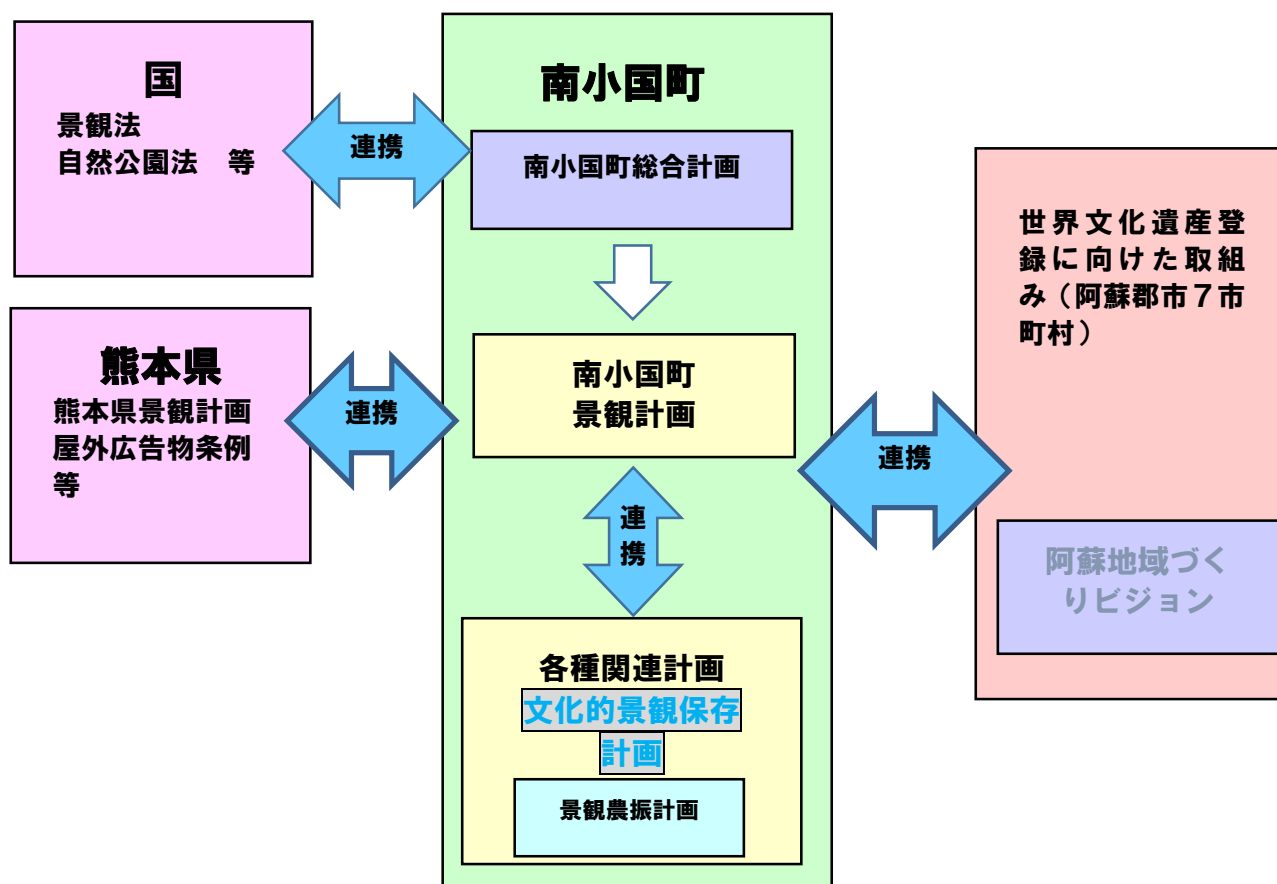 国
景観法
自然公園法　等
連携
南小国町
南小国町総合計画
熊本県
熊本県景観計画
屋外広告物条例
等
連携
南小国町
景観計画
連携
世界文化遺産登
録に向けた取組
み（阿蘇郡市７市
町村）
阿蘇地域づく
りビジョン
連
携
各種関連計画
文化的景観保存
計画
景観農振計画